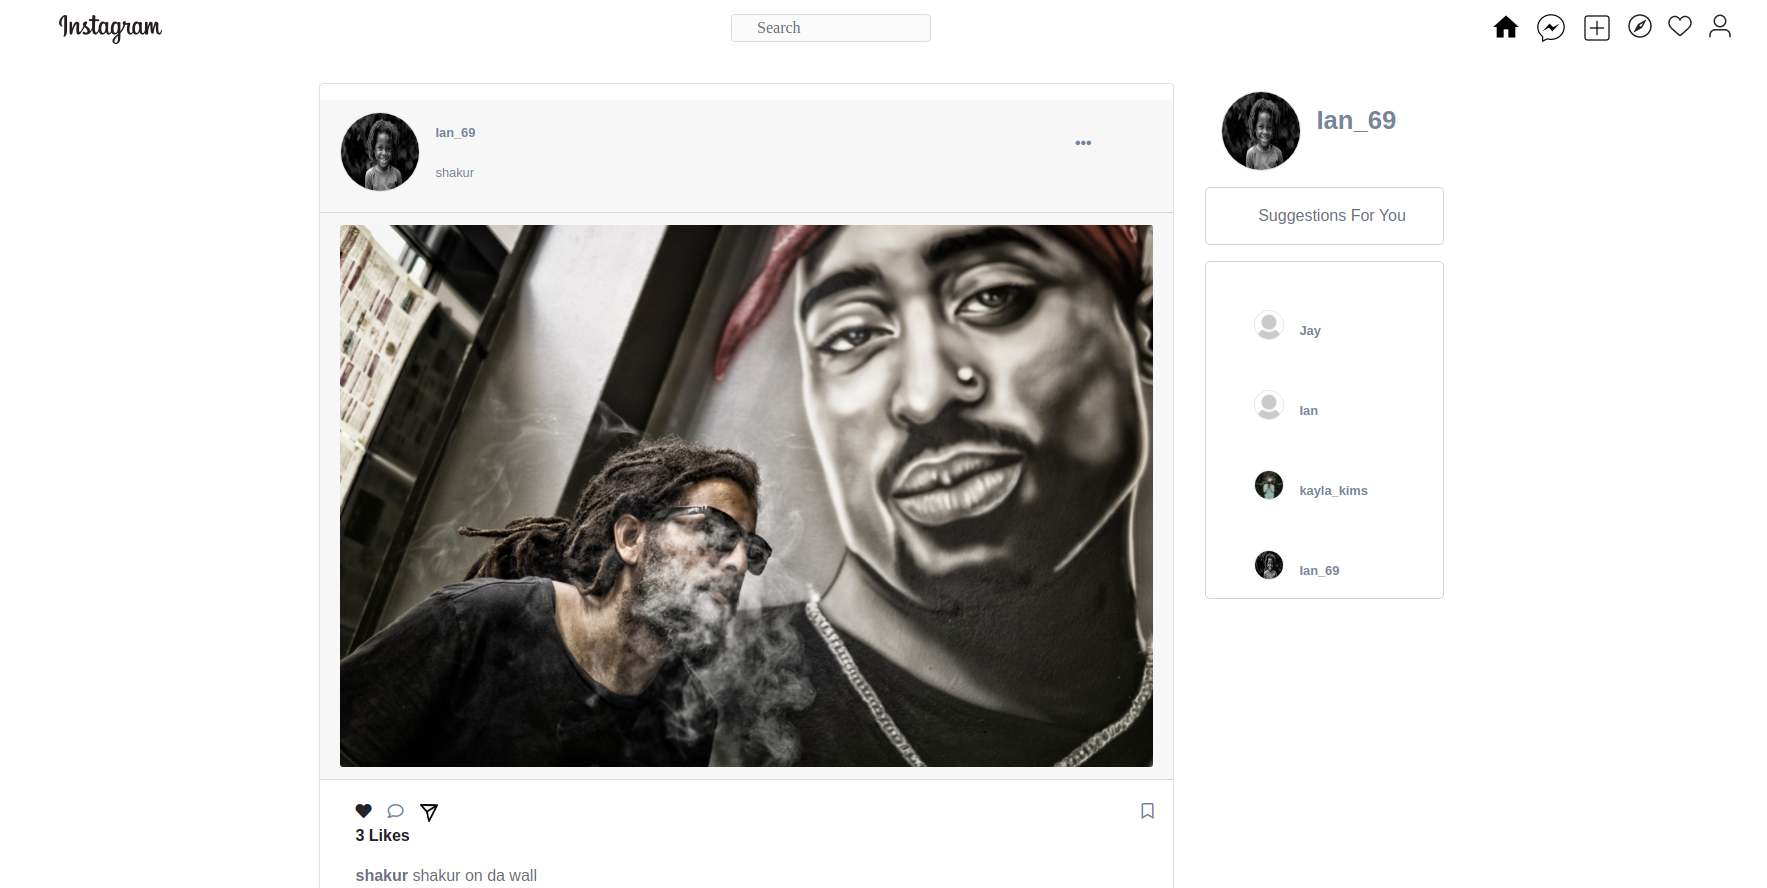 Instagram
Search
Ian_69
shakur
•••
Ian_69
Suggestions For You
Jay
Ian
kayla_kims
Ian_69
3 Likes
shakur shakur on da wall